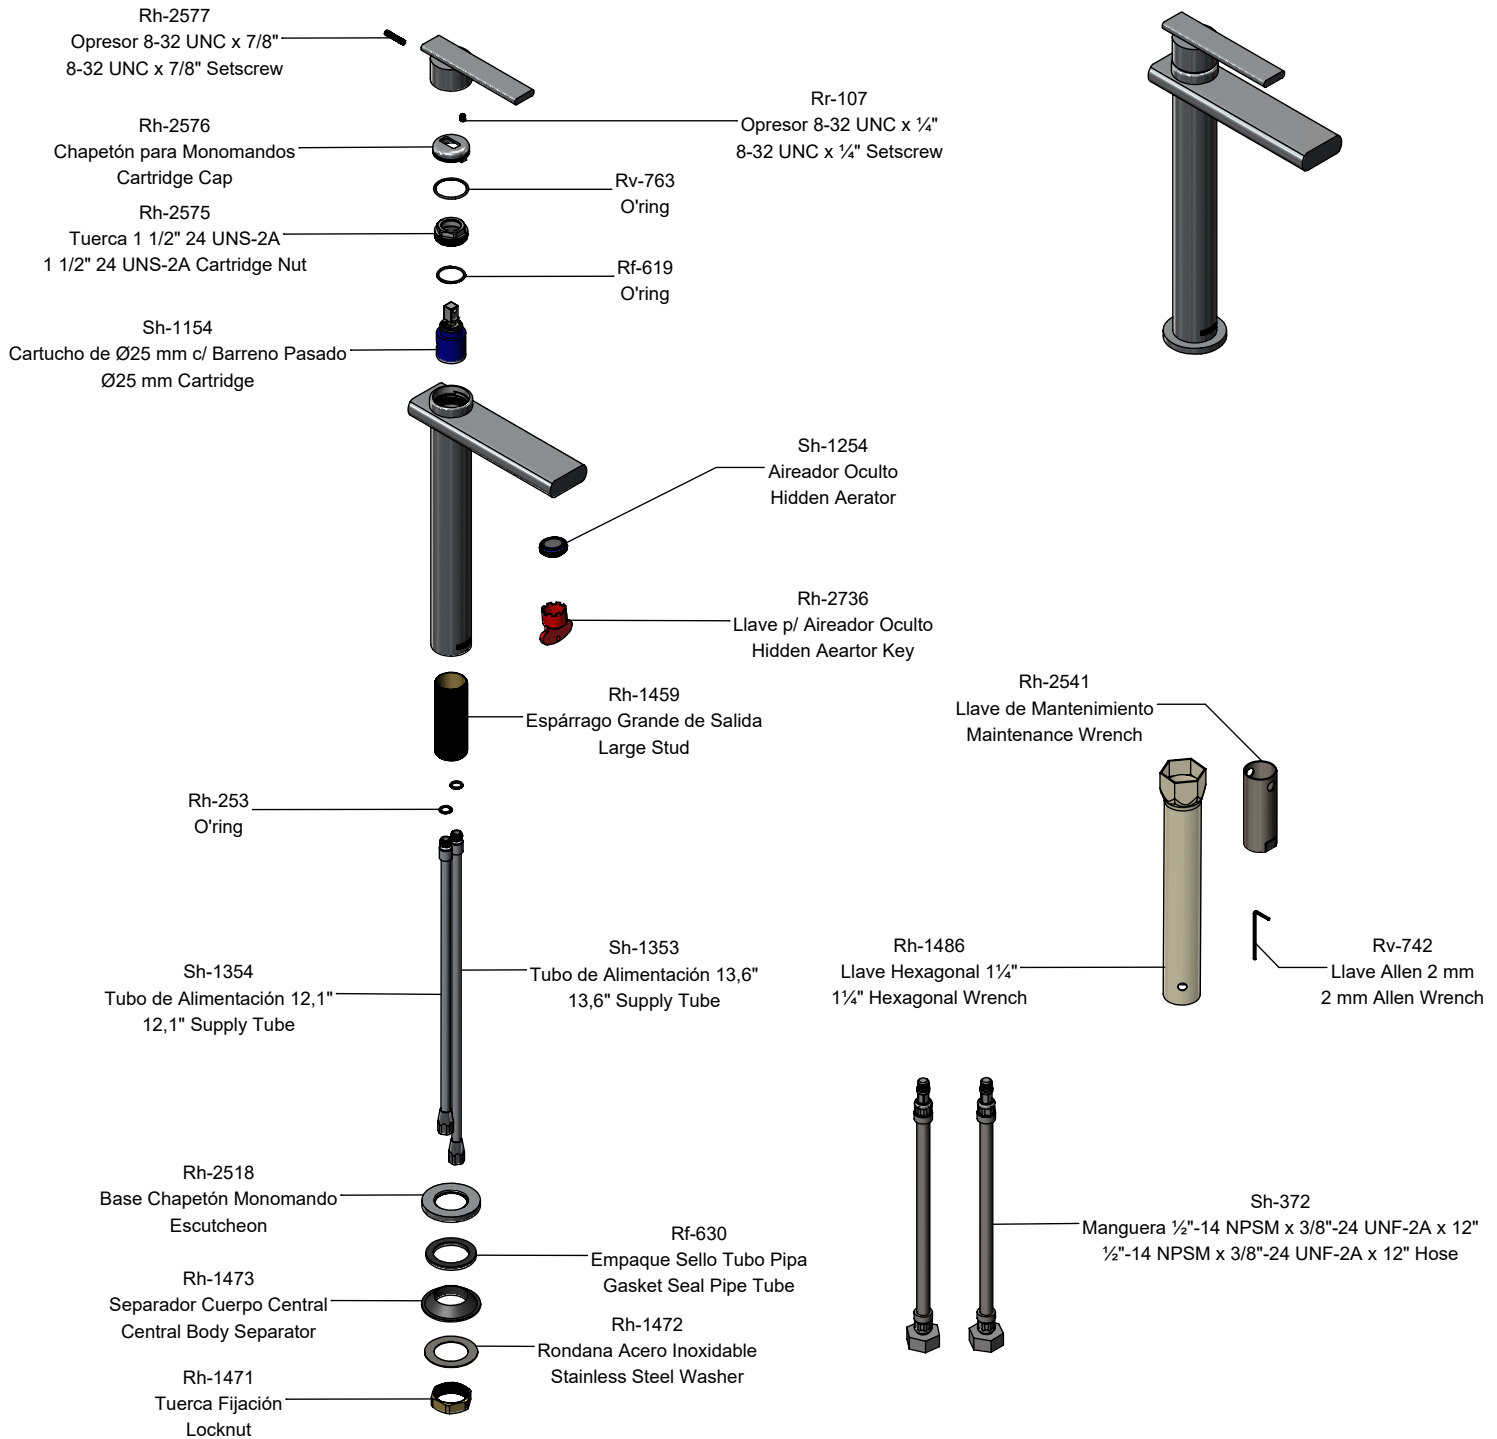 Rh-2577
Opresor 8-32 UNC x 7/8"
8-32 UNC x 7/8" Setscrew
Rr-107
Opresor 8-32 UNC x ¼"
8-32 UNC x ¼" Setscrew
Rh-2576
Chapetón para Monomandos
Cartridge Cap
Rv-763
O'ring
Rh-2575
Tuerca 1 1/2" 24 UNS-2A
1 1/2" 24 UNS-2A Cartridge Nut
Rf-619
O'ring
Sh-1154
Cartucho de Ø25 mm c/ Barreno Pasado
Ø25 mm Cartridge
Sh-1254
Aireador Oculto
Hidden Aerator
Rh-2736
Llave p/ Aireador Oculto
Hidden Aeartor Key
Rh-1459
Espárrago Grande de Salida
Large Stud
Rh-2541
Llave de Mantenimiento
Maintenance Wrench
Rh-253
O'ring
Sh-1353
Tubo de Alimentación 13,6"
13,6" Supply Tube
Sh-1354
Tubo de Alimentación 12,1"
12,1" Supply Tube
Rh-1486
Llave Hexagonal 1¼"
1¼" Hexagonal Wrench
Rv-742
Llave Allen 2 mm
2 mm Allen Wrench
Rh-2518
Base Chapetón Monomando
Escutcheon
Rf-630
Empaque Sello Tubo Pipa
Gasket Seal Pipe Tube
Sh-372
Manguera ½"-14 NPSM x 3/8"-24 UNF-2A x 12"
½"-14 NPSM x 3/8"-24 UNF-2A x 12" Hose
Rh-1473
Separador Cuerpo Central
Central Body Separator
Rh-1472
Rondana Acero Inoxidable
Stainless Steel Washer
Rh-1471
Tuerca Fijación
Locknut